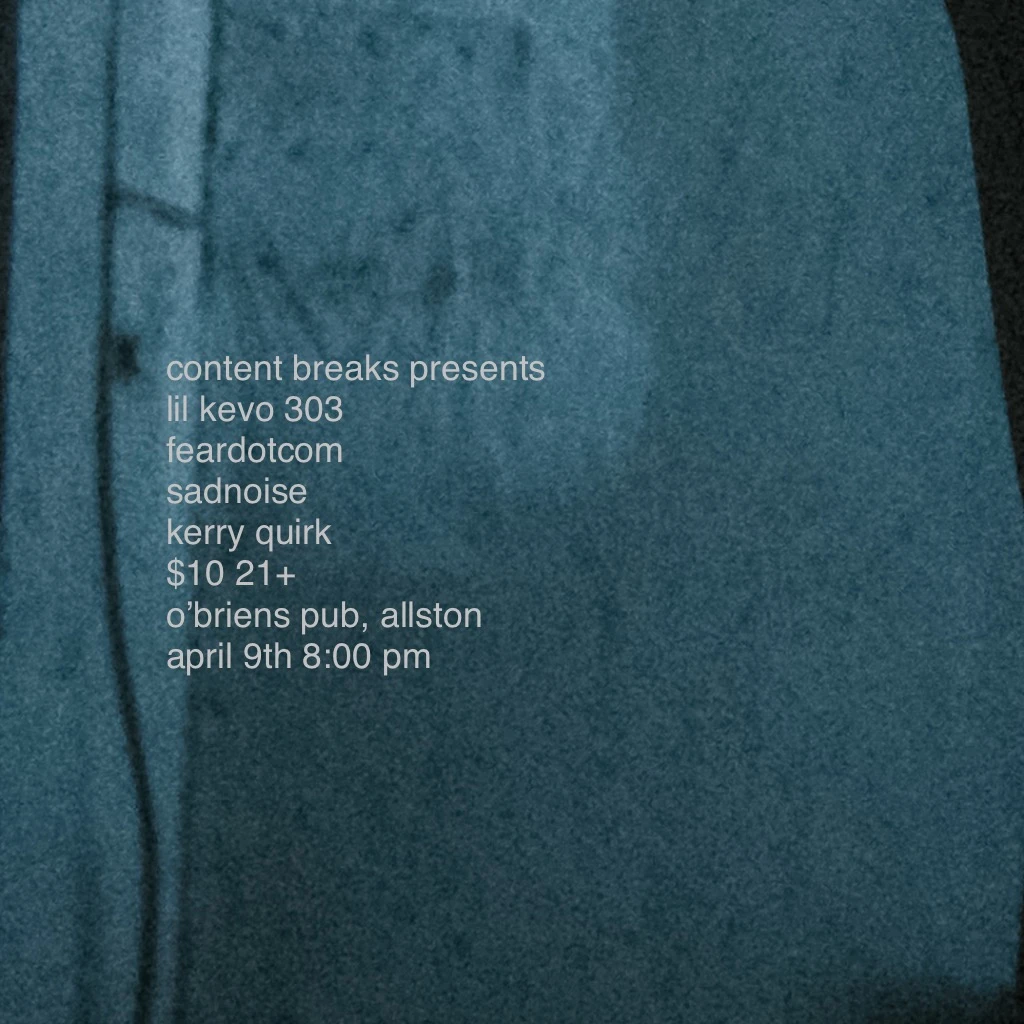 content breaks presents
lil kevo 303
feardotcom
sadnoise
kerry quirk
$10 21+
o’briens pub, allston
april 9th 8:00 pm